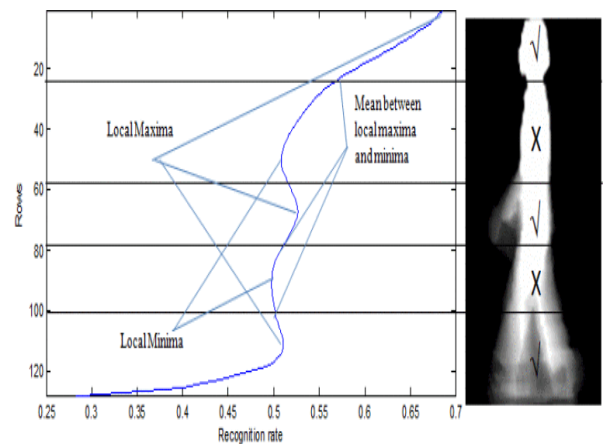 20
40
60
80
100
120
Rows
Local Maxima
Mean between
local maxima
and minima
Local Minima
0.25
0.3
0.35
0.4
0.45
0.5
0.55
0.6
0.65
0.7
Recognition rate
√
X
√
X
√